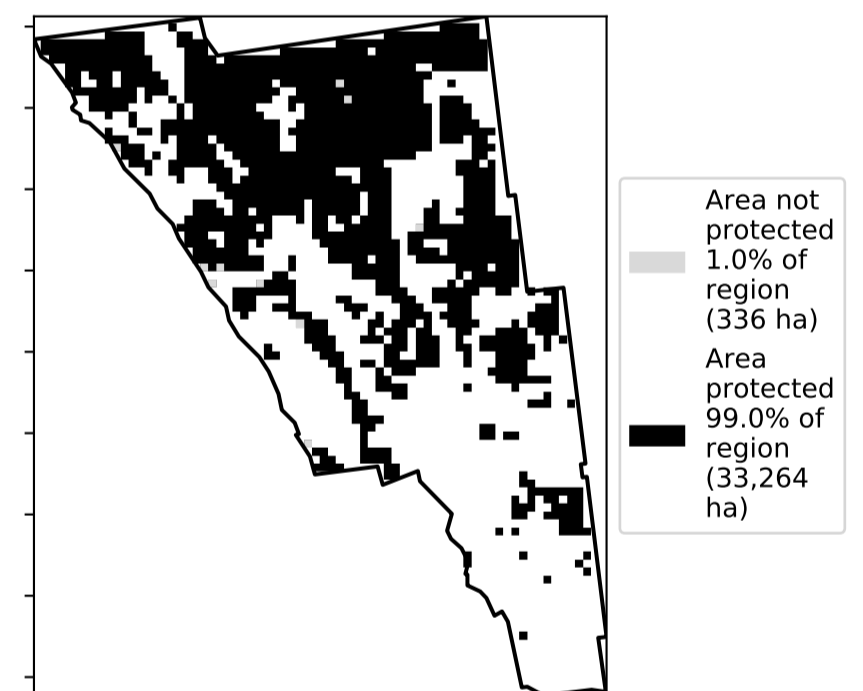 Area not
protected
1.0% of
region
(336 ha)
Area
protected
99.0% of
region
(33,264
ha)